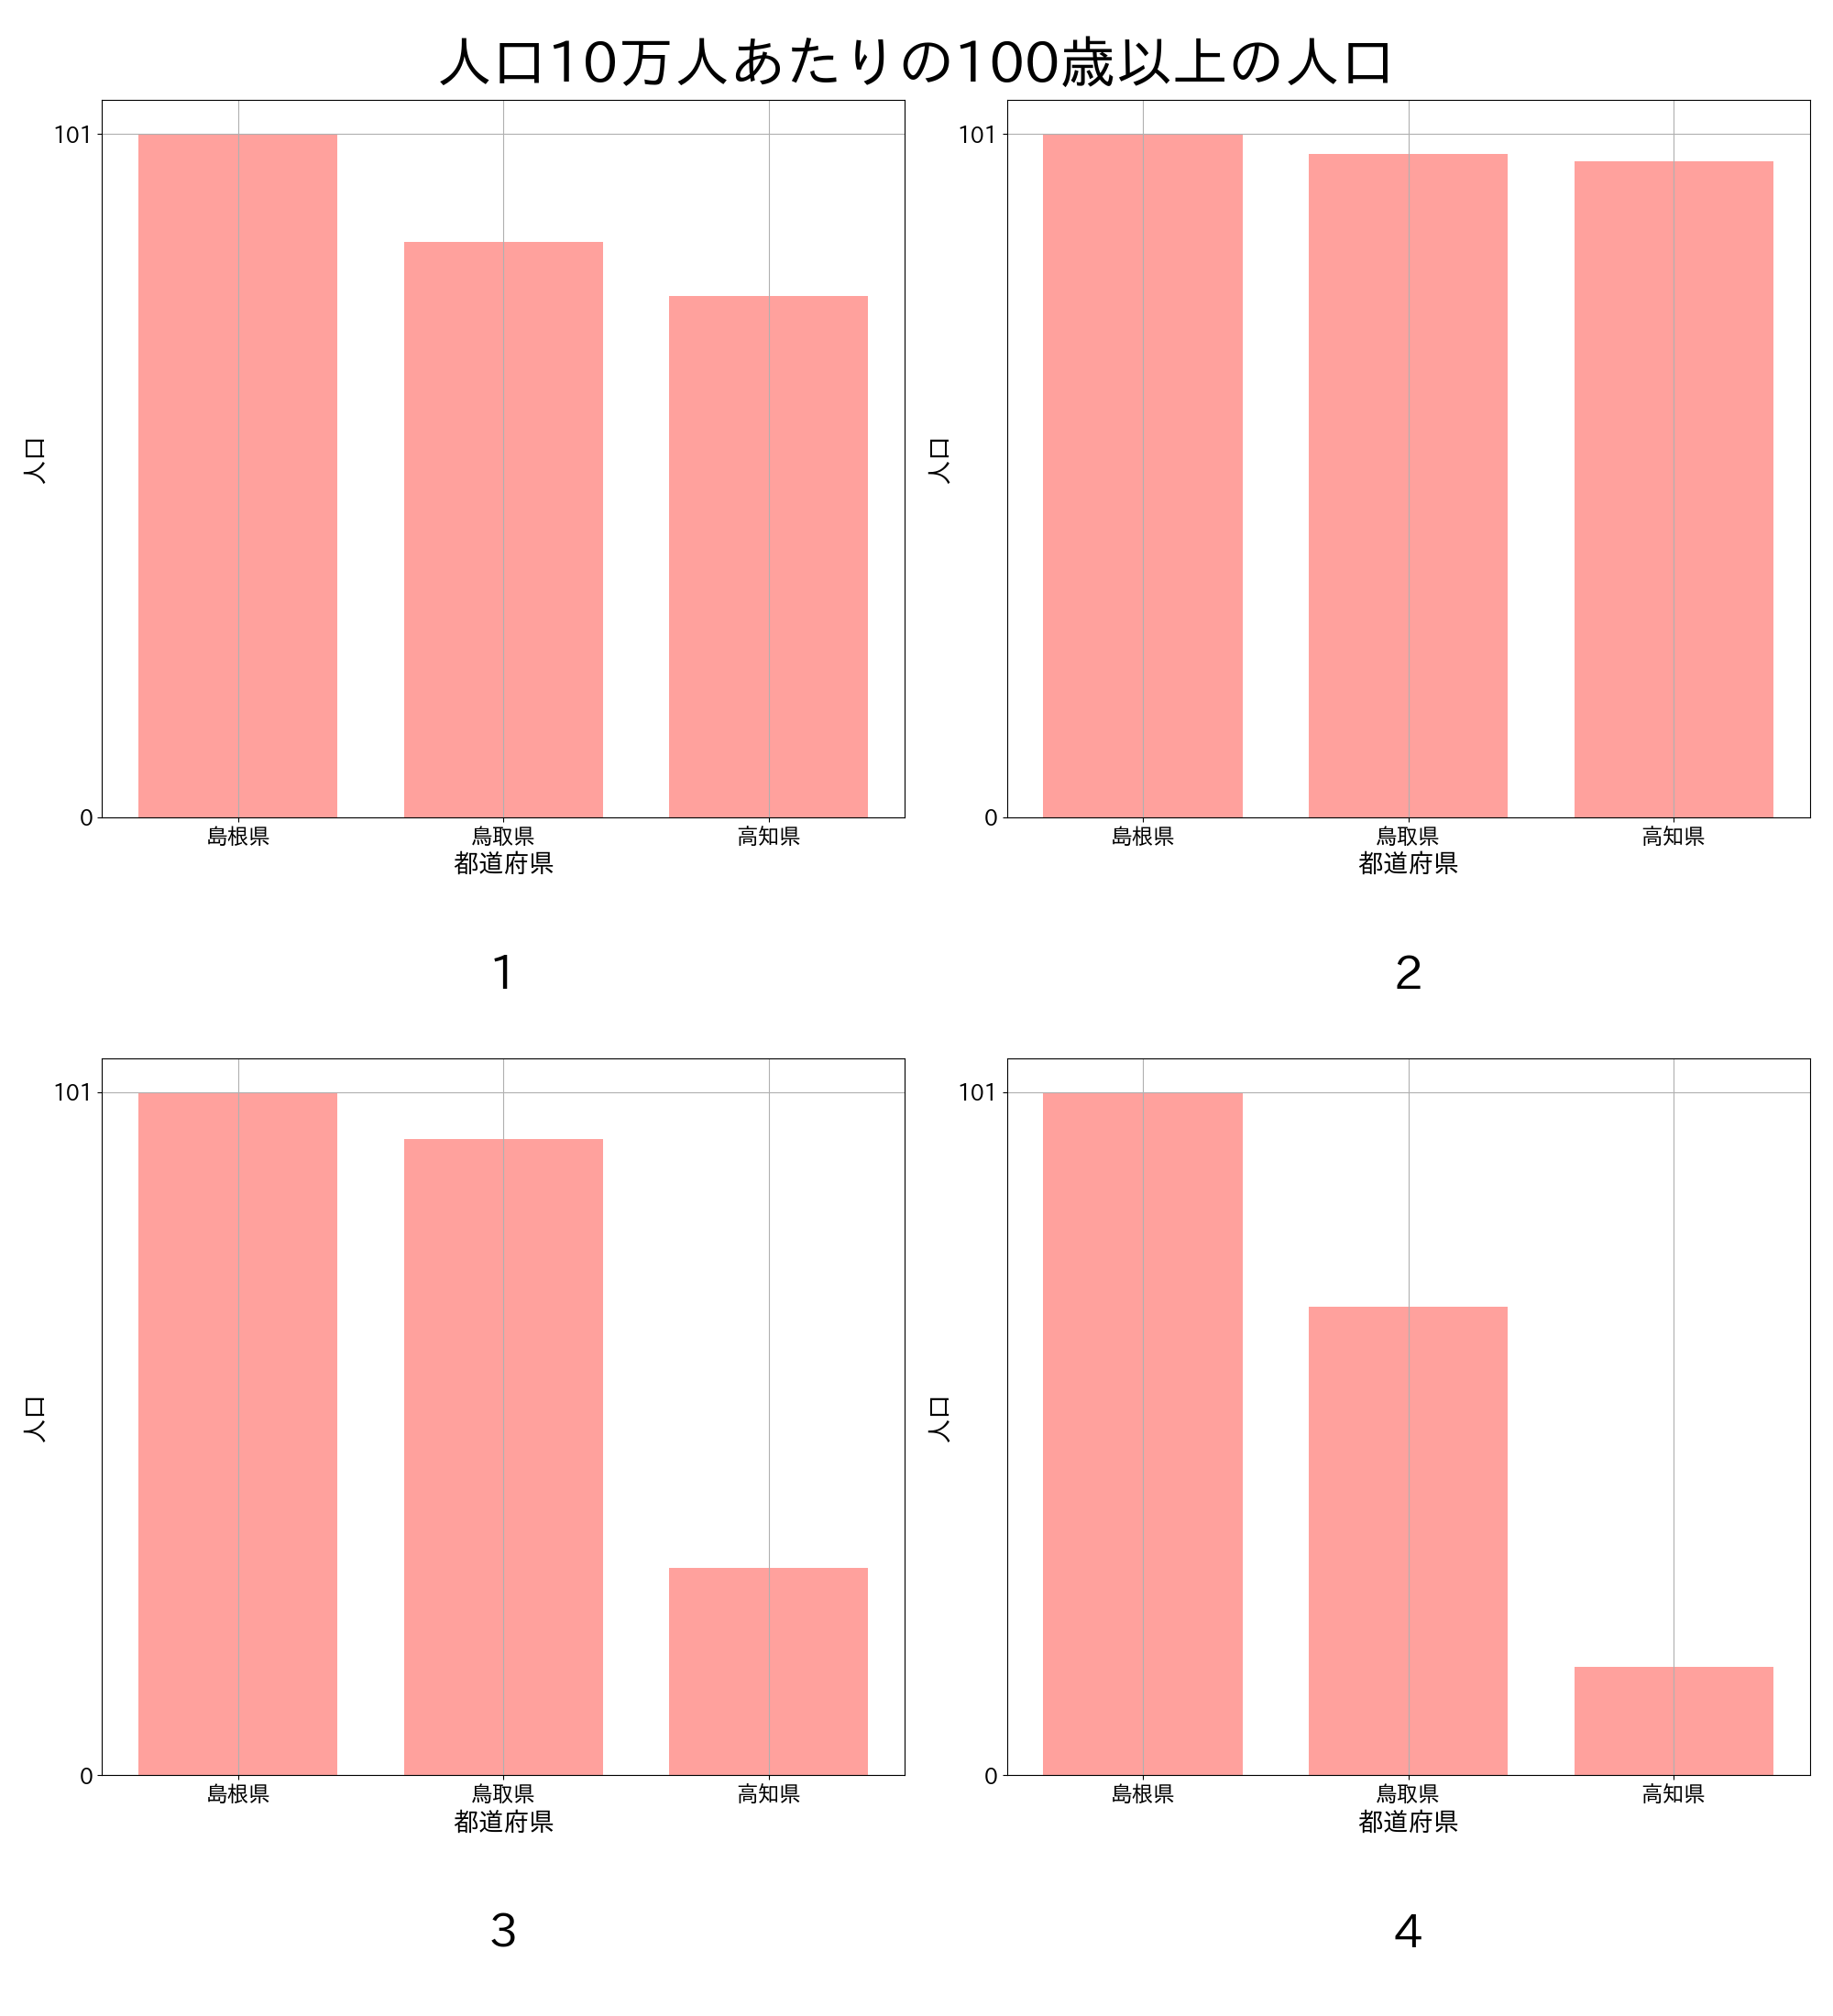 人口10万人あたりの100歳以上の人口
101
人口
0
島根県 鳥取県 高知県
都道府県
1
101
人口
0
島根県 鳥取県 高知県
都道府県
2
101
人口
0
島根県 鳥取県 高知県
都道府県
3
101
人口
0
島根県 鳥取県 高知県
都道府県
4